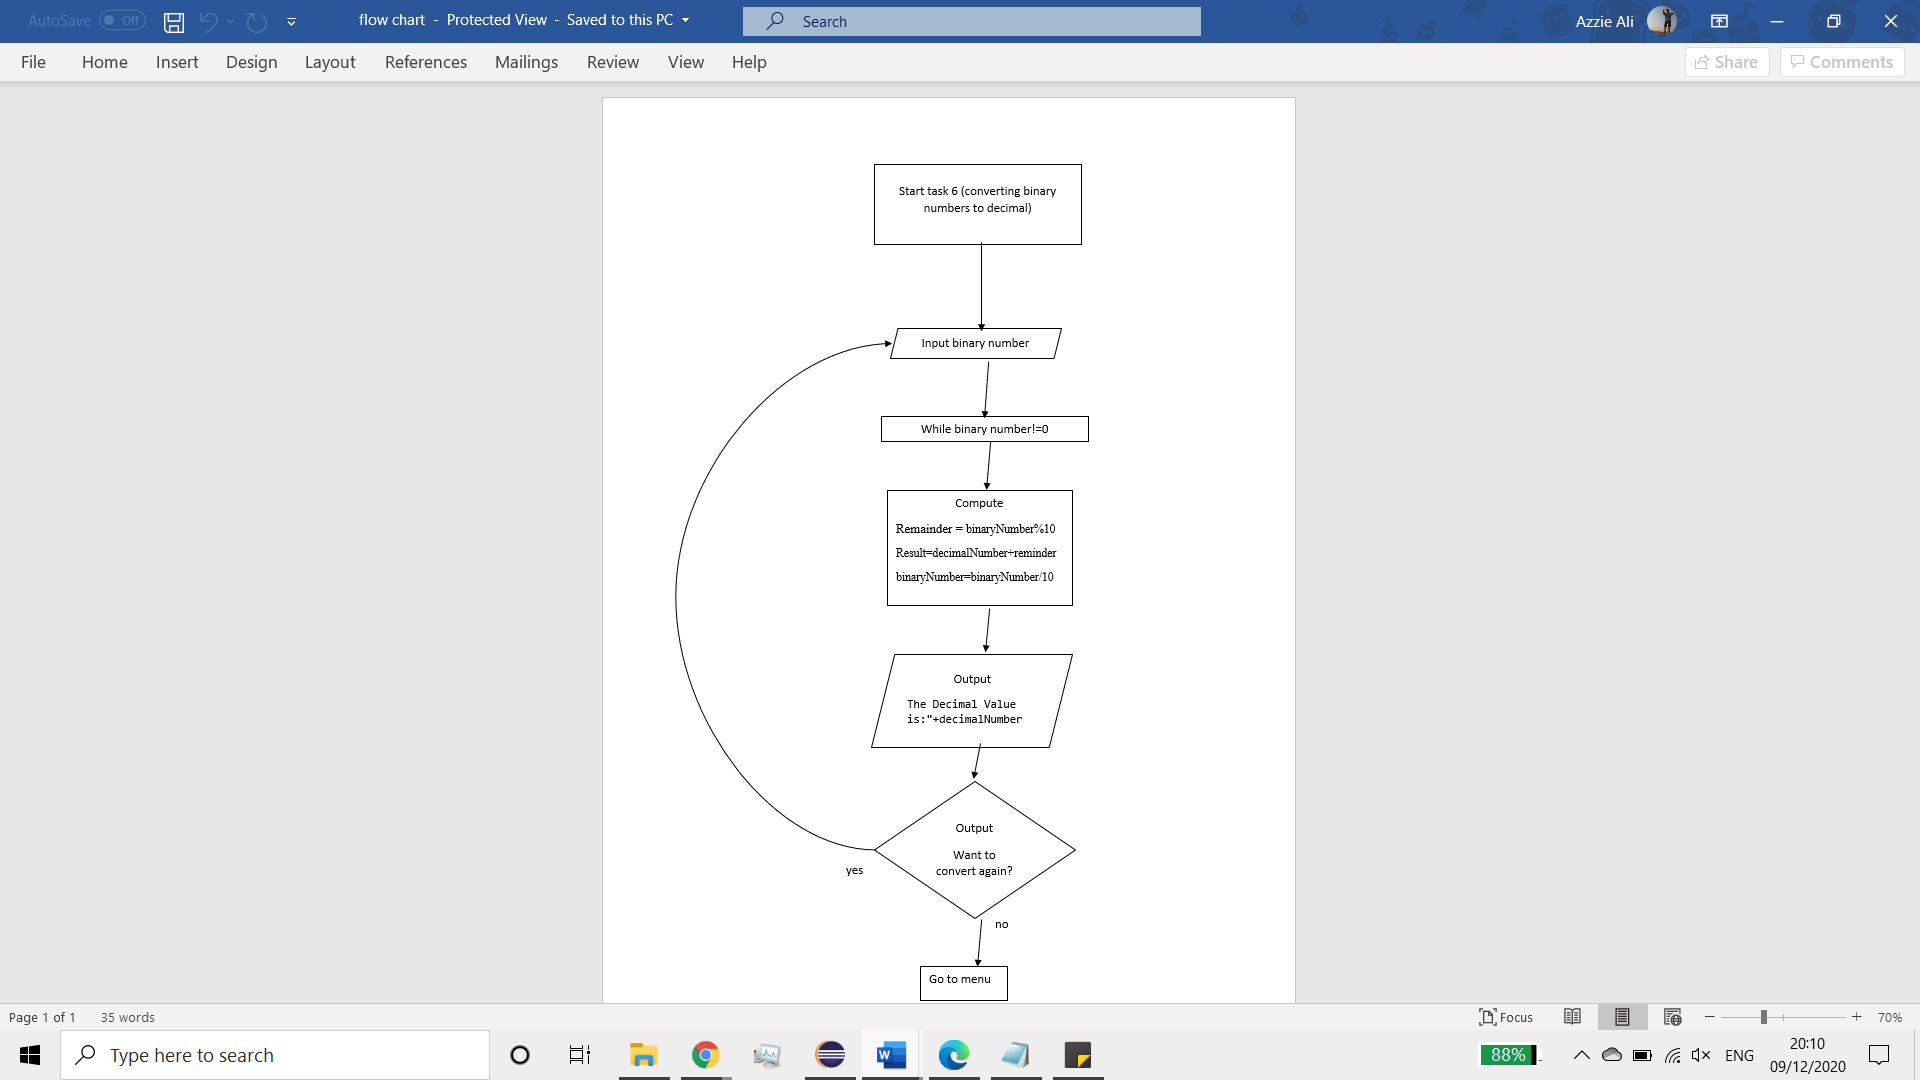 AutoSave Off
flow chart - Protected View - Saved to this PC
Search
Azzie Ali
File Home Insert Design Layout References Mailings Review View Help
Share Comments
Start task 6 (converting binary
numbers to decimal)
Input binary number
While binary number!=0
Compute
Remainder = binaryNumber%10
Result=decimalNumber+reminder
binaryNumber=binaryNumber/10
Output
The Decimal Value
is:"+decimalNumber
Output
Want to
convert again?
yes
no
Go to menu
Page 1 of 1 35 words
Focus
70%
Type here to search
88%
ENG
20:10
09/12/2020